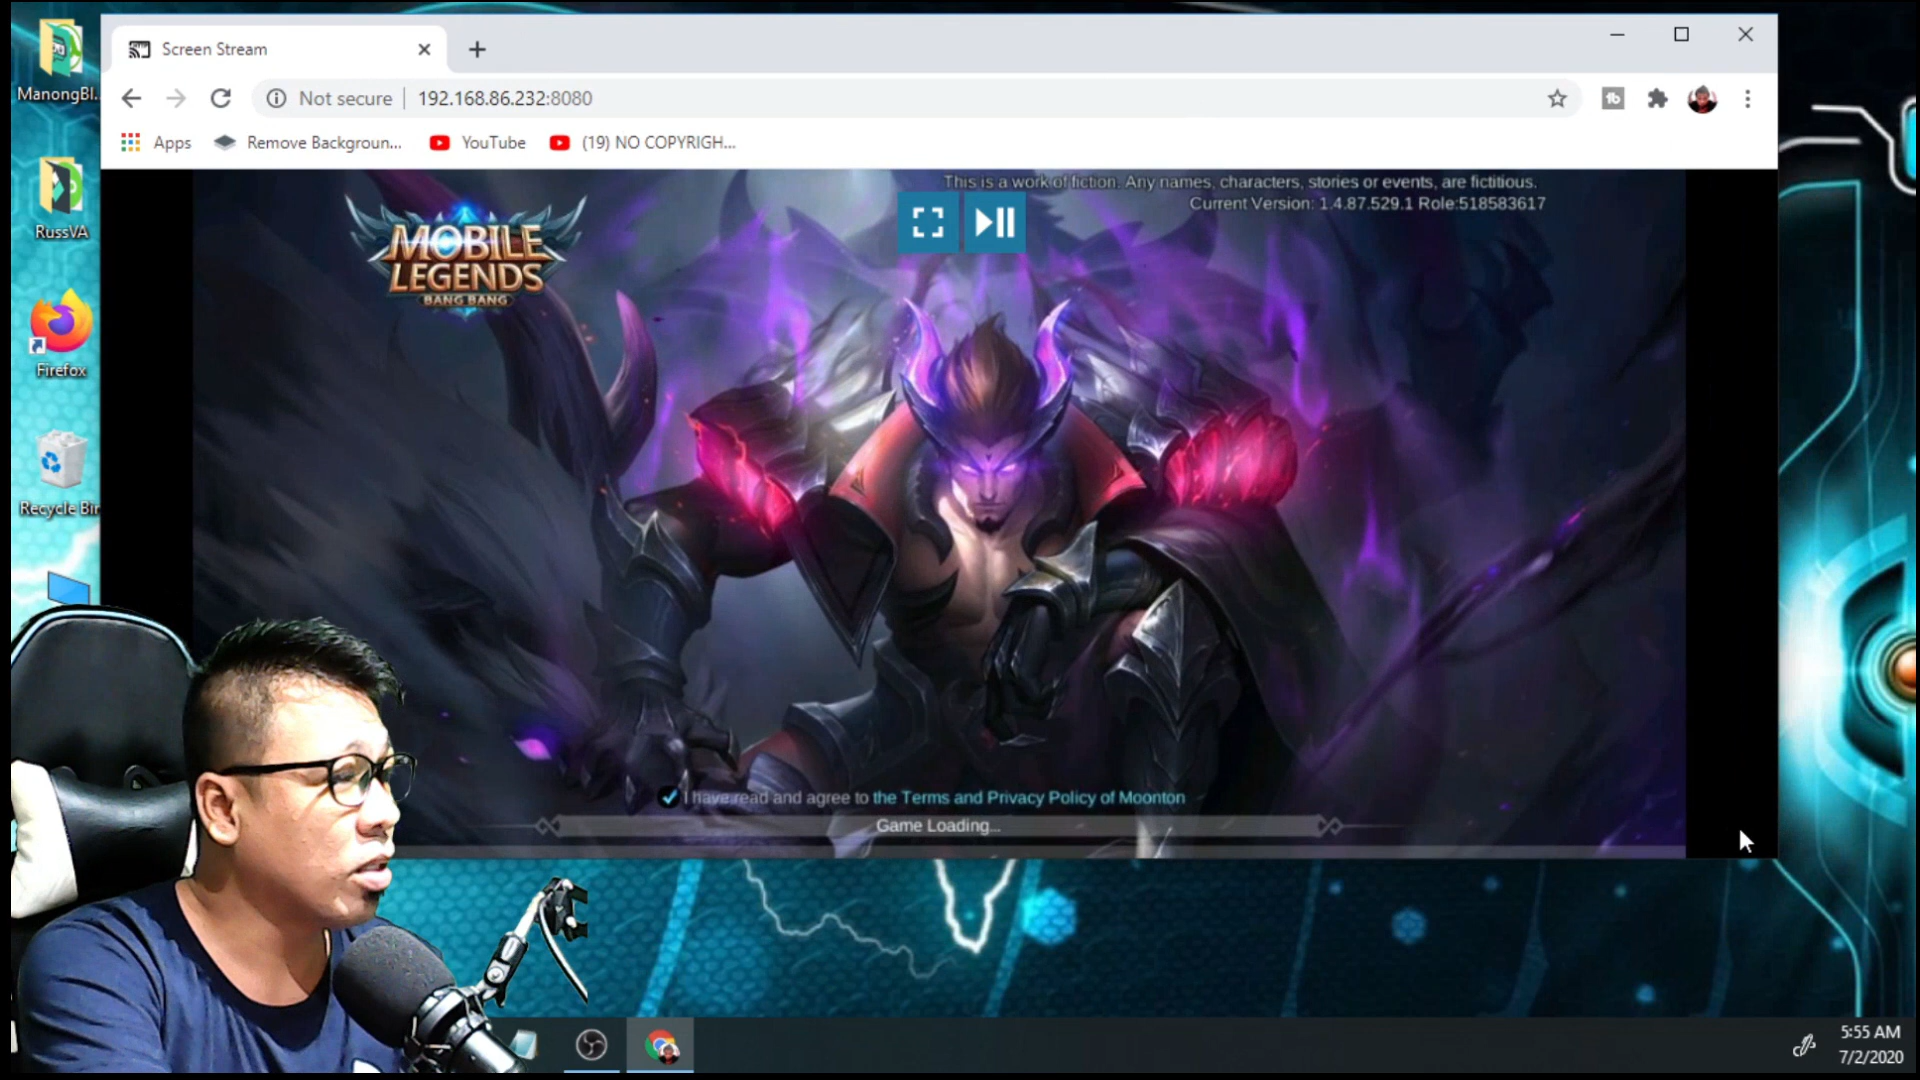 ManongBl...
RussVA
Firefox
Recycle Bin
Screen Stream
Not secure
192.168.86.232:8080
Apps
Remove Backgroun...
YouTube
(19) NO COPYRIGH...
This is a work of fiction. Any names, characters, stories or events, are fictitious.
Current Version: 1.4.87.529.1 Role:518583617
MOBILE
LEGENDS
BANG BANG
I have read and agree to the Terms and Privacy Policy of Moonton
Game Loading...
5:55 AM
7/2/2020